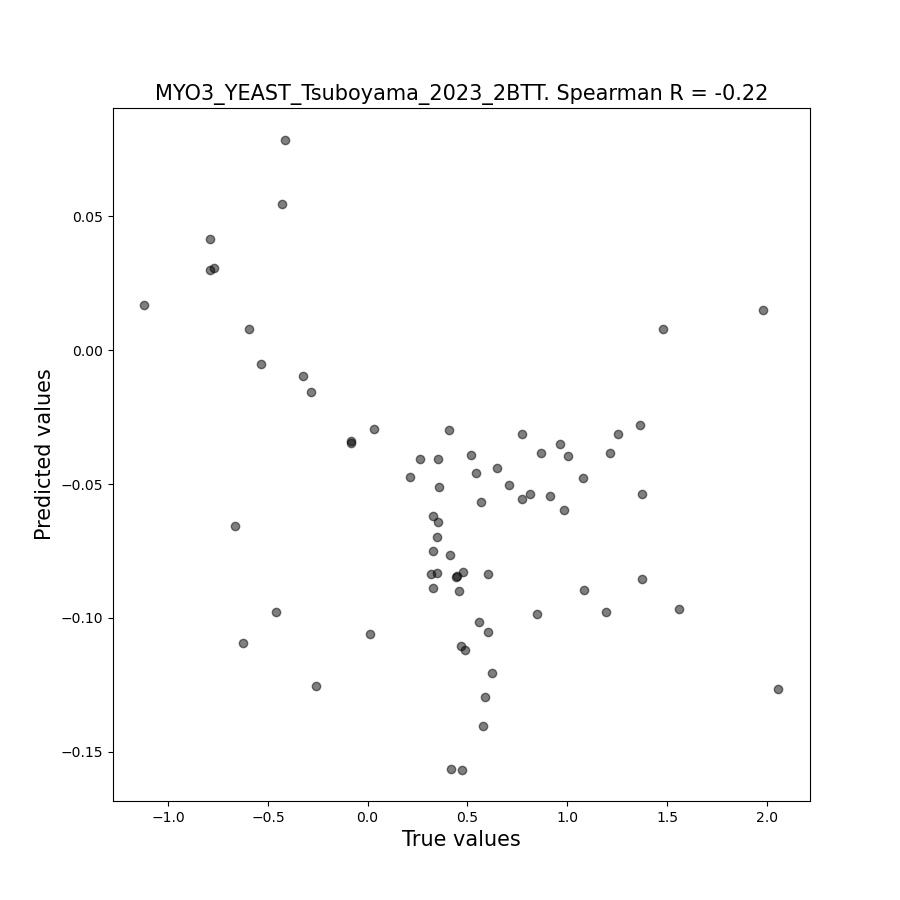 MYO3_YEAST_Tsuboyama_2023_2BTT. Spearman R = -0.22
0.05
0.00
−0.05
−0.10
−0.15
Predicted values
−1.0 −0.5 0.0 0.5 1.0 1.5 2.0
True values